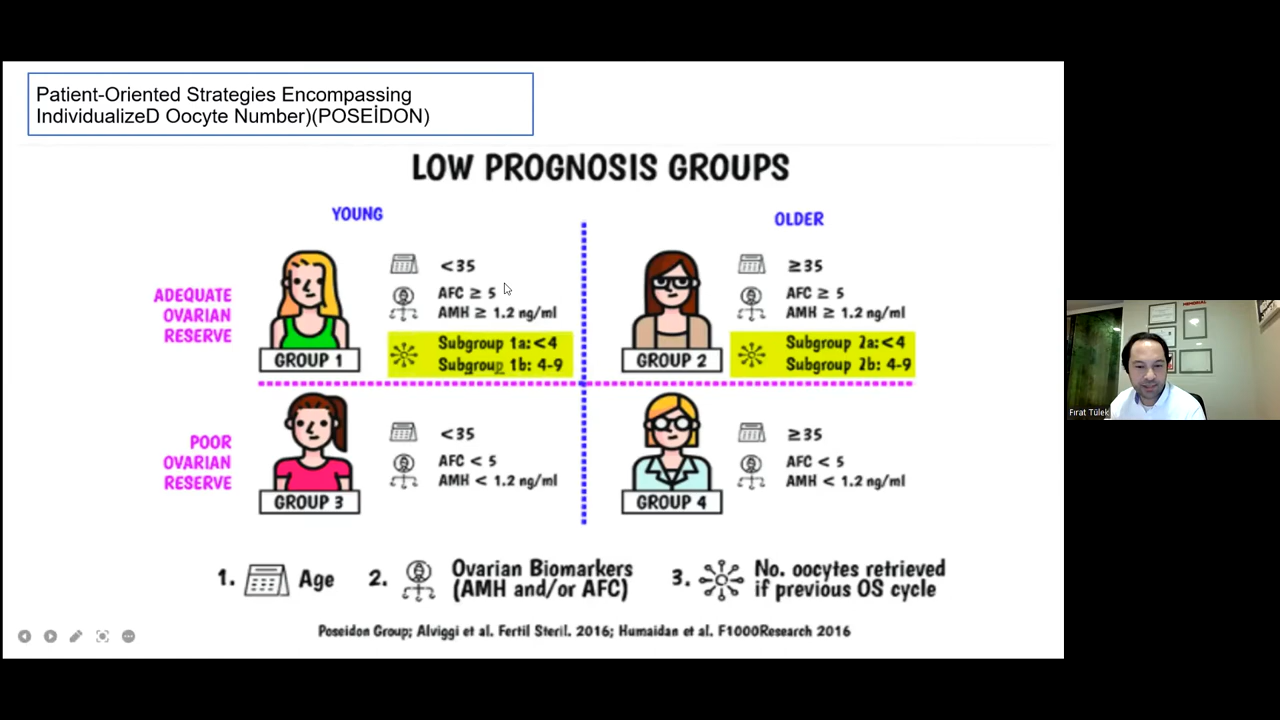 Patient-Oriented Strategies Encompassing
IndividualizeD Oocyte Number)(POSEİDON)
LOW PROGNOSIS GROUPS
YOUNG
OLDER
ADEQUATE
OVARIAN
RESERVE
GROUP 1
<35
AFC ≥ 5
AMH ≥ 1.2 ng/ml
Subgroup 1a:<4
Subgroup 1b: 4-9
GROUP 2
≥35
AFC ≥ 5
AMH ≥ 1.2 ng/ml
Subgroup 2a:<4
Subgroup 2b: 4-9
POOR
OVARIAN
RESERVE
GROUP 3
<35
AFC < 5
AMH < 1.2 ng/ml
GROUP 4
≥35
AFC < 5
AMH < 1.2 ng/ml
1. Age
2. Ovarian Biomarkers
(AMH and/or AFC)
3. No. oocytes retrieved
if previous OS cycle
Poseidon Group; Alviggi et al. Fertil Steril. 2016; Humaidan et al. F1000Research 2016
Fırat Tülek